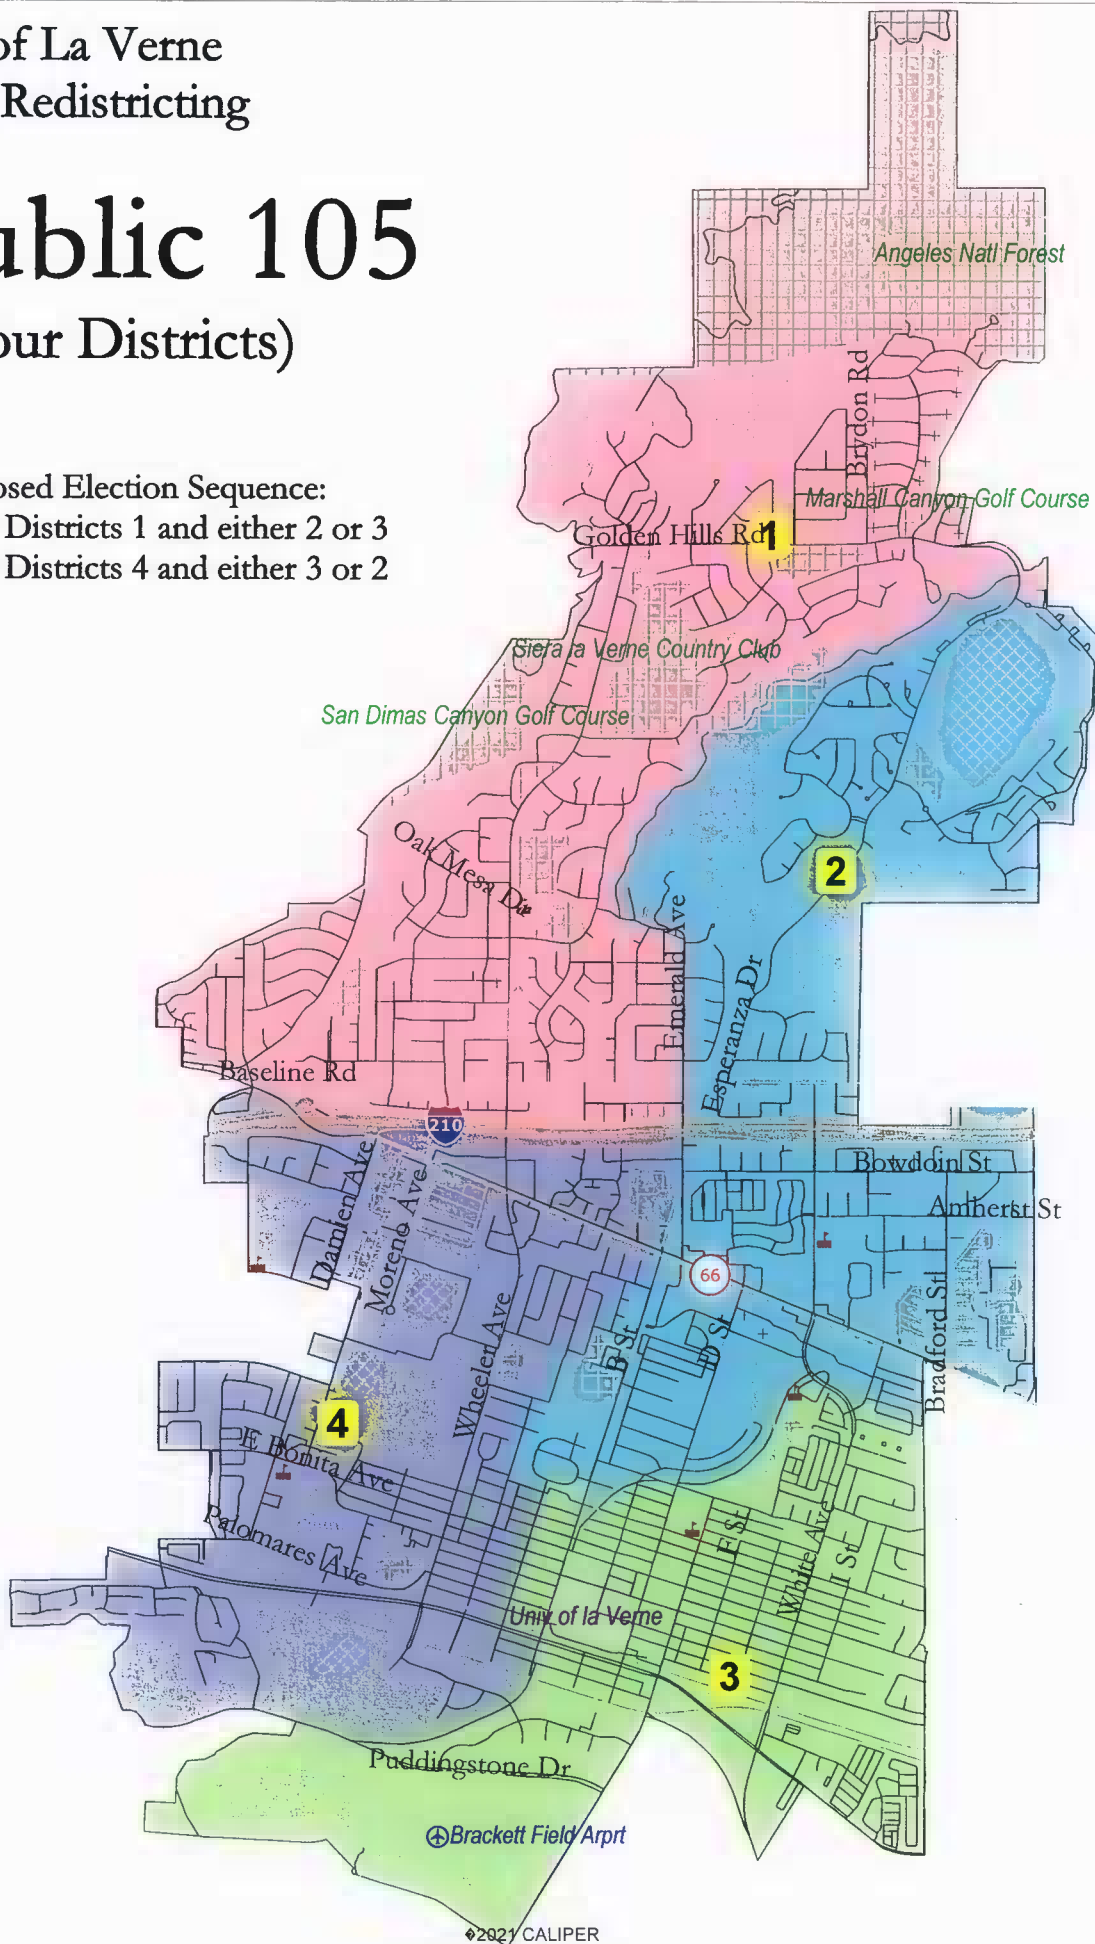 of La Verne
Redistricting
ublic 105
our Districts)
osed Election Sequence:
Districts 1 and either 2 or 3
Districts 4 and either 3 or 2
Angeles Natl Forest
Brydon Rd
Marshall Canyon Golf Course
Golden Hills Rd
1
Siera la Verne Country Club
San Dimas Canyon Golf Course
Oak Mesa Dr
2
Emerald Ave
Esperanza Dr
Baseline Rd
210
Bowdoin St
Amherst St
Damien Ave
Moreno Ave
66
Wheeler Ave
B St
D St
Bradford St
4
E Bonita Ave
Palomares Ave
F St
White Ave
I St
Univ of la Verne
3
Puddingstone Dr
Brackett Field Arprt
�2021 CALIPER